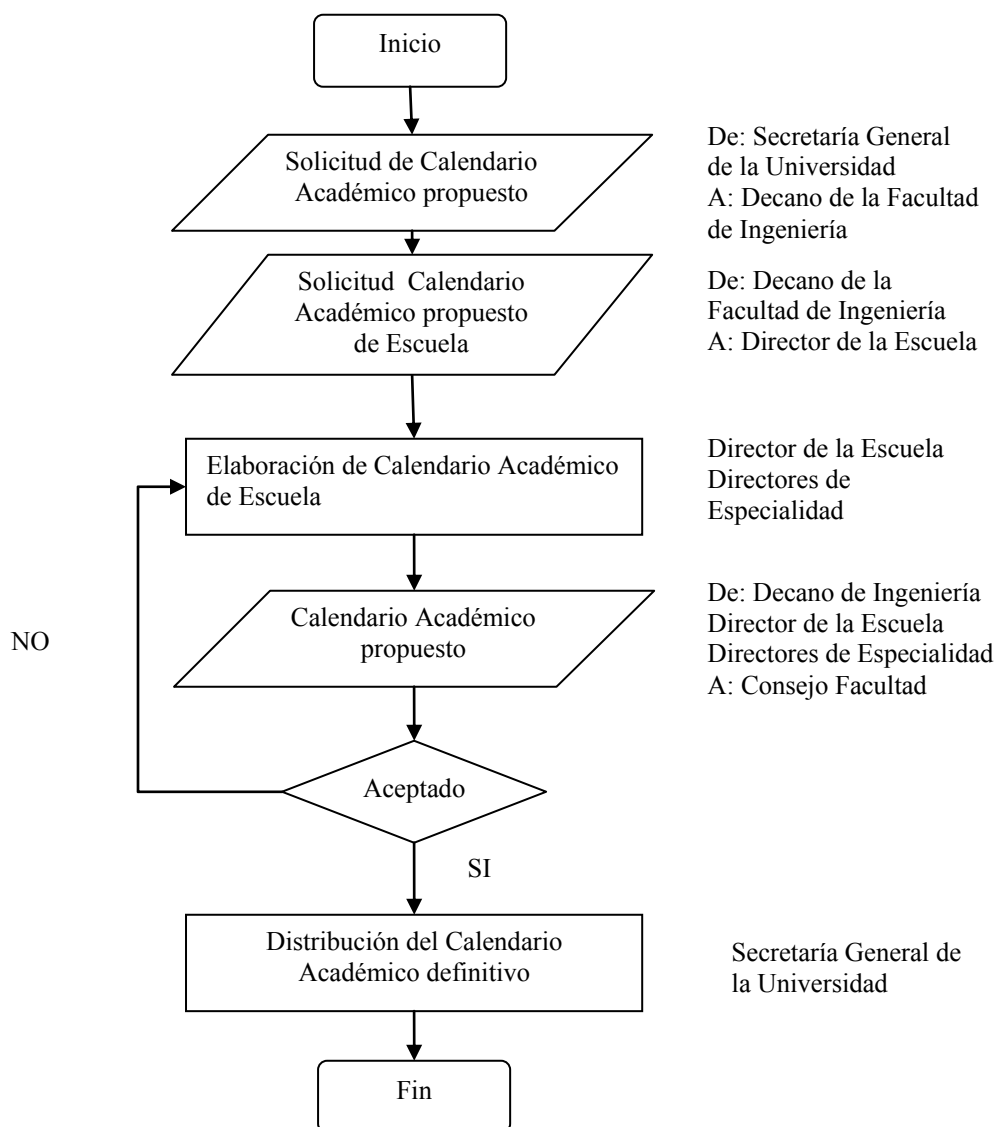 Inicio
Solicitud de Calendario
Académico propuesto
De: Secretaría General
de la Universidad
A: Decano de la Facultad
de Ingeniería
Solicitud Calendario
Académico propuesto
de Escuela
De: Decano de la
Facultad de Ingeniería
A: Director de la Escuela
Elaboración de Calendario Académico
de Escuela
Director de la Escuela
Directores de
Especialidad
Calendario Académico
propuesto
De: Decano de Ingeniería
Director de la Escuela
Directores de Especialidad
A: Consejo Facultad
NO
Aceptado
SI
Distribución del Calendario
Académico definitivo
Secretaría General de
la Universidad
Fin